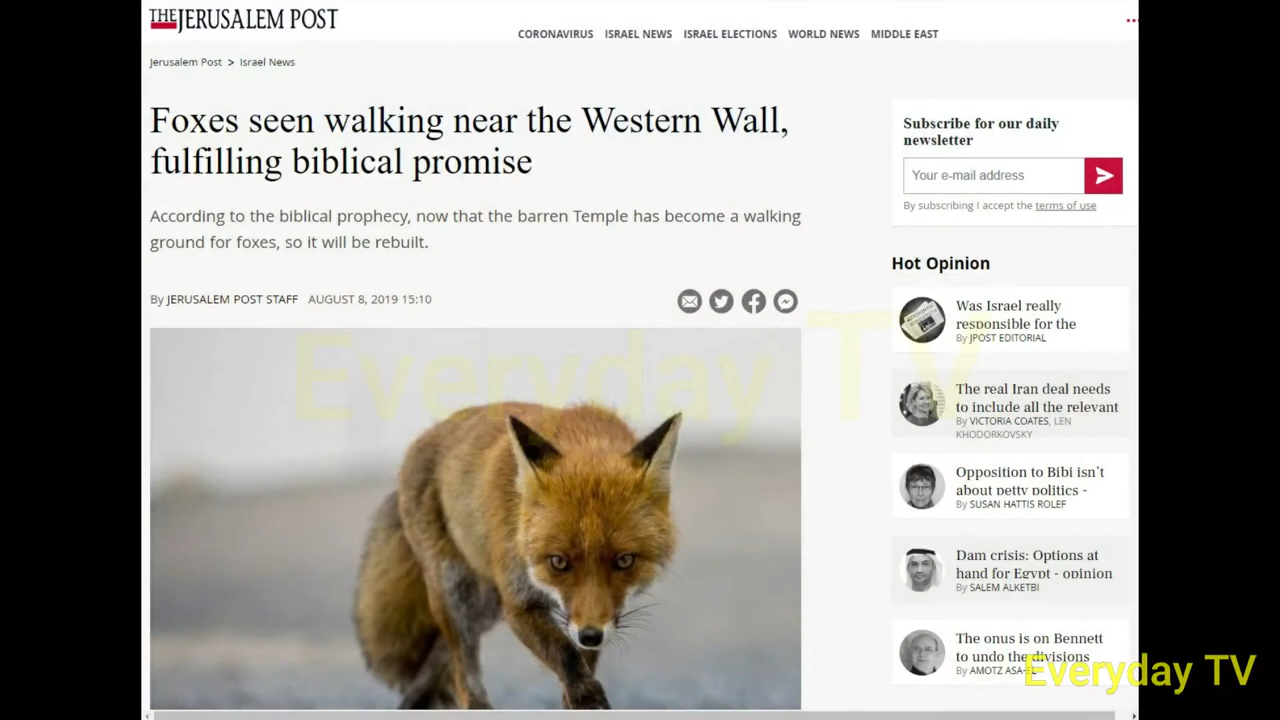 THE JERUSALEM POST
CORONAVIRUS ISRAEL NEWS ISRAEL ELECTIONS WORLD NEWS MIDDLE EAST
Jerusalem Post > Israel News
Foxes seen walking near the Western Wall,
fulfilling biblical promise
According to the biblical prophecy, now that the barren Temple has become a walking
ground for foxes, so it will be rebuilt.
By JERUSALEM POST STAFF AUGUST 8, 2019 15:10
Everyday TV
Subscribe for our daily
newsletter
Your e-mail address
By subscribing I accept the terms of use
Hot Opinion
Was Israel really
responsible for the
By JPOST EDITORIAL
The real Iran deal needs
to include all the relevant
By VICTORIA COATES, LEN
KHODORKOVSKY
Opposition to Bibi isn't
about petty politics -
By SUSAN HATTIS ROLEF
Dam crisis: Options at
hand for Egypt - opinion
By SALEM ALKETBI
The onus is on Bennett
to undo the divisions
By AMOTZ ASA-EL
Everyday TV